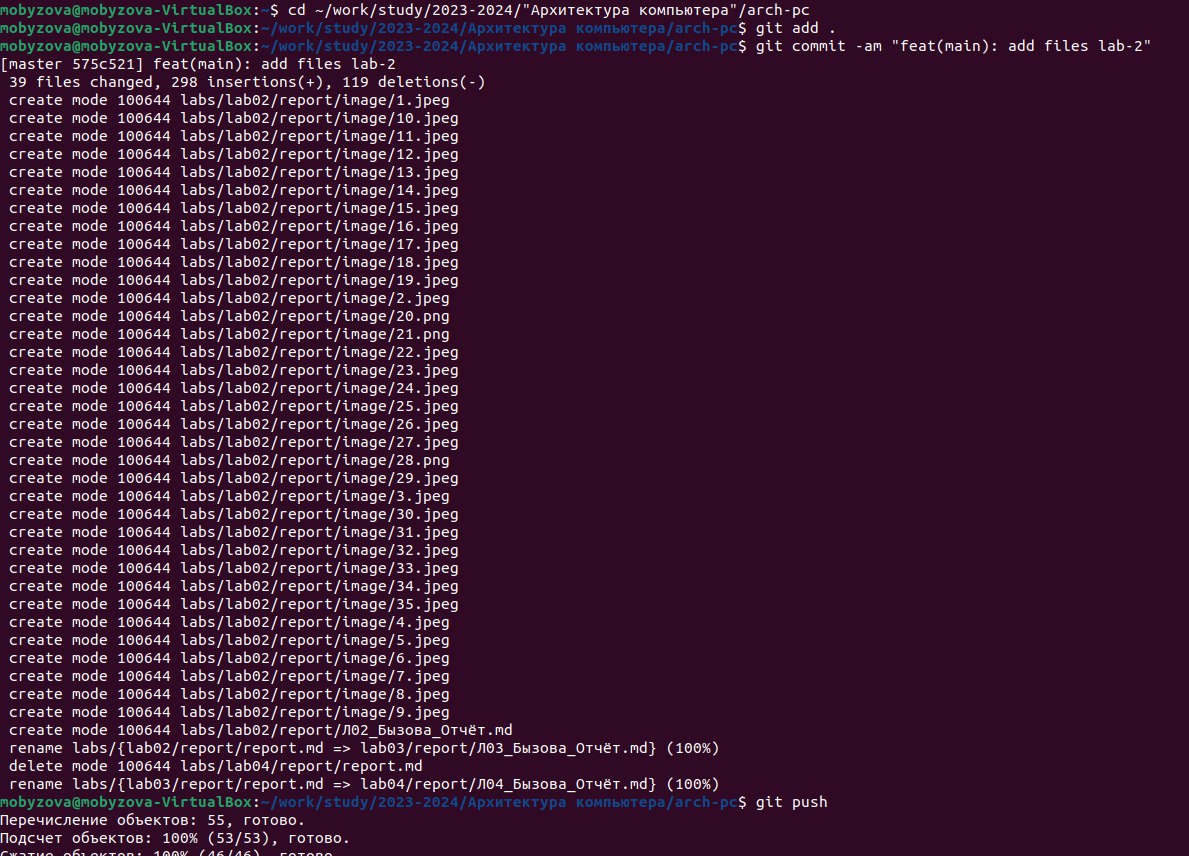 mobyzova@mobyzova-VirtualBox:~$ cd ~/work/study/2023-2024/"Архитектура компьютера"/arch-pc
mobyzova@mobyzova-VirtualBox:~/work/study/2023-2024/Архитектура компьютера/arch-pc$ git add .
mobyzova@mobyzova-VirtualBox:~/work/study/2023-2024/Архитектура компьютера/arch-pc$ git commit -am "feat(main): add files lab-2"
[master 575c521] feat(main): add files lab-2
 39 files changed, 298 insertions(+), 119 deletions(-)
 create mode 100644 labs/lab02/report/image/1.jpeg
 create mode 100644 labs/lab02/report/image/10.jpeg
 create mode 100644 labs/lab02/report/image/11.jpeg
 create mode 100644 labs/lab02/report/image/12.jpeg
 create mode 100644 labs/lab02/report/image/13.jpeg
 create mode 100644 labs/lab02/report/image/14.jpeg
 create mode 100644 labs/lab02/report/image/15.jpeg
 create mode 100644 labs/lab02/report/image/16.jpeg
 create mode 100644 labs/lab02/report/image/17.jpeg
 create mode 100644 labs/lab02/report/image/18.jpeg
 create mode 100644 labs/lab02/report/image/19.jpeg
 create mode 100644 labs/lab02/report/image/2.jpeg
 create mode 100644 labs/lab02/report/image/20.png
 create mode 100644 labs/lab02/report/image/21.png
 create mode 100644 labs/lab02/report/image/22.jpeg
 create mode 100644 labs/lab02/report/image/23.jpeg
 create mode 100644 labs/lab02/report/image/24.jpeg
 create mode 100644 labs/lab02/report/image/25.jpeg
 create mode 100644 labs/lab02/report/image/26.jpeg
 create mode 100644 labs/lab02/report/image/27.jpeg
 create mode 100644 labs/lab02/report/image/28.png
 create mode 100644 labs/lab02/report/image/29.jpeg
 create mode 100644 labs/lab02/report/image/3.jpeg
 create mode 100644 labs/lab02/report/image/30.jpeg
 create mode 100644 labs/lab02/report/image/31.jpeg
 create mode 100644 labs/lab02/report/image/32.jpeg
 create mode 100644 labs/lab02/report/image/33.jpeg
 create mode 100644 labs/lab02/report/image/34.jpeg
 create mode 100644 labs/lab02/report/image/35.jpeg
 create mode 100644 labs/lab02/report/image/4.jpeg
 create mode 100644 labs/lab02/report/image/5.jpeg
 create mode 100644 labs/lab02/report/image/6.jpeg
 create mode 100644 labs/lab02/report/image/7.jpeg
 create mode 100644 labs/lab02/report/image/8.jpeg
 create mode 100644 labs/lab02/report/image/9.jpeg
 create mode 100644 labs/lab02/report/Л02_Бызова_Отчёт.md
 rename labs/{lab02/report/report.md => lab03/report/Л03_Бызова_Отчёт.md} (100%)
 delete mode 100644 labs/lab04/report/report.md
 rename labs/{lab03/report/report.md => lab04/report/Л04_Бызова_Отчёт.md} (100%)
mobyzova@mobyzova-VirtualBox:~/work/study/2023-2024/Архитектура компьютера/arch-pc$ git push
Перечисление объектов: 55, готово.
Подсчет объектов: 100% (53/53), готово.
Сжатие объектов: 100% (46/46), готово.